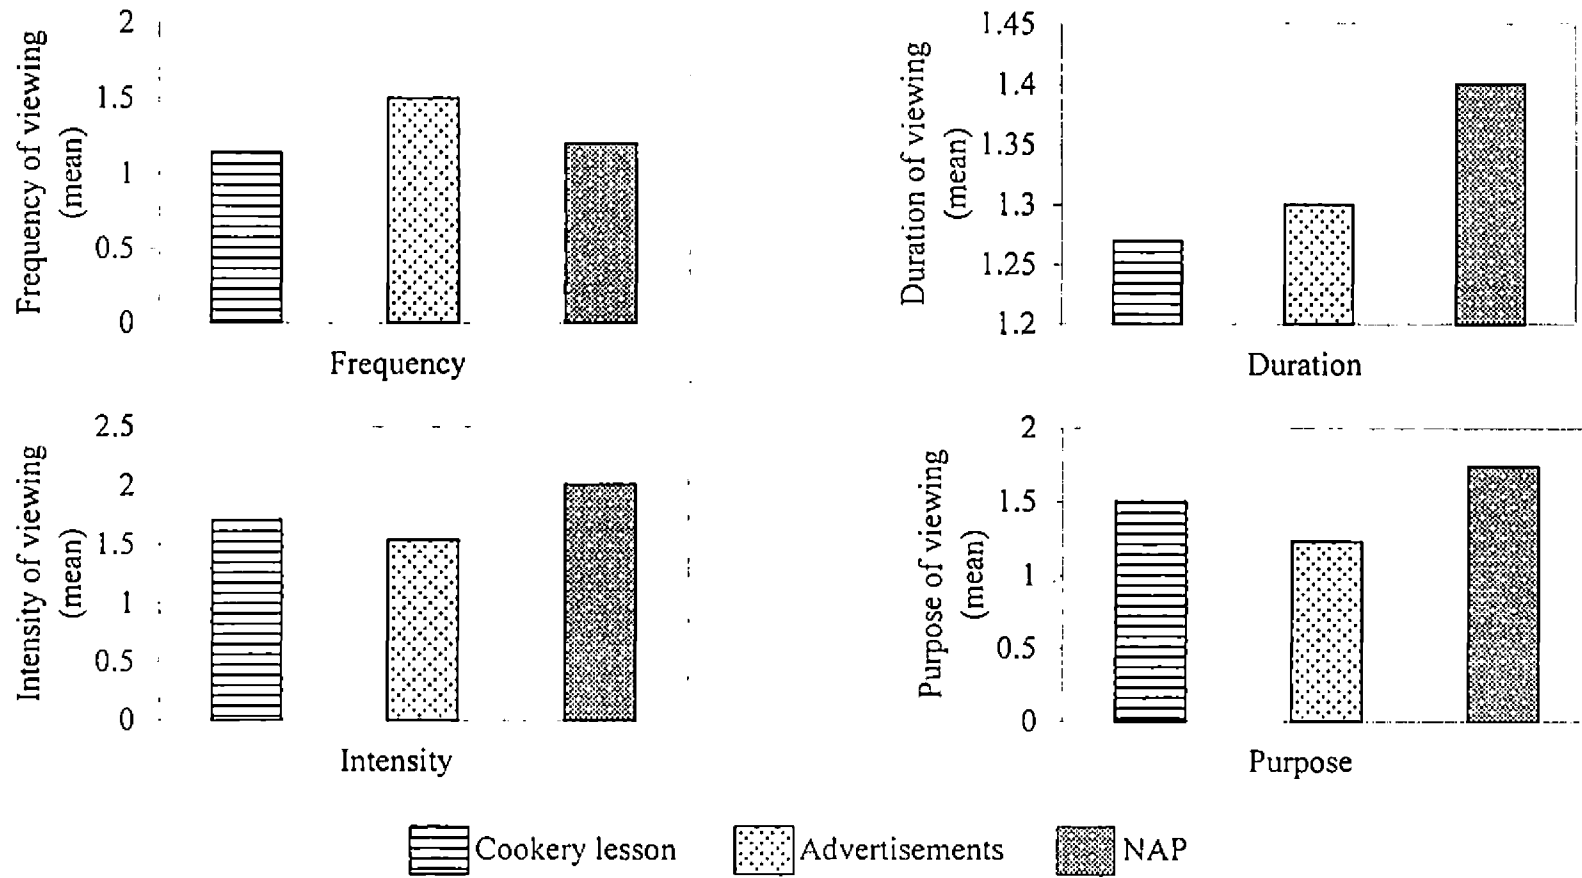 Frequency of viewing
(mean)
2
1.5
1
0.5
0
Frequency
Duration of viewing
(mean)
1.45
1.4
1.35
1.3
1.25
1.2
Duration
Intensity of viewing
(mean)
2.5
2
1.5
1
0.5
0
Intensity
Purpose of viewing
(mean)
2
1.5
1
0.5
0
Purpose
Cookery lesson
Advertisements
NAP